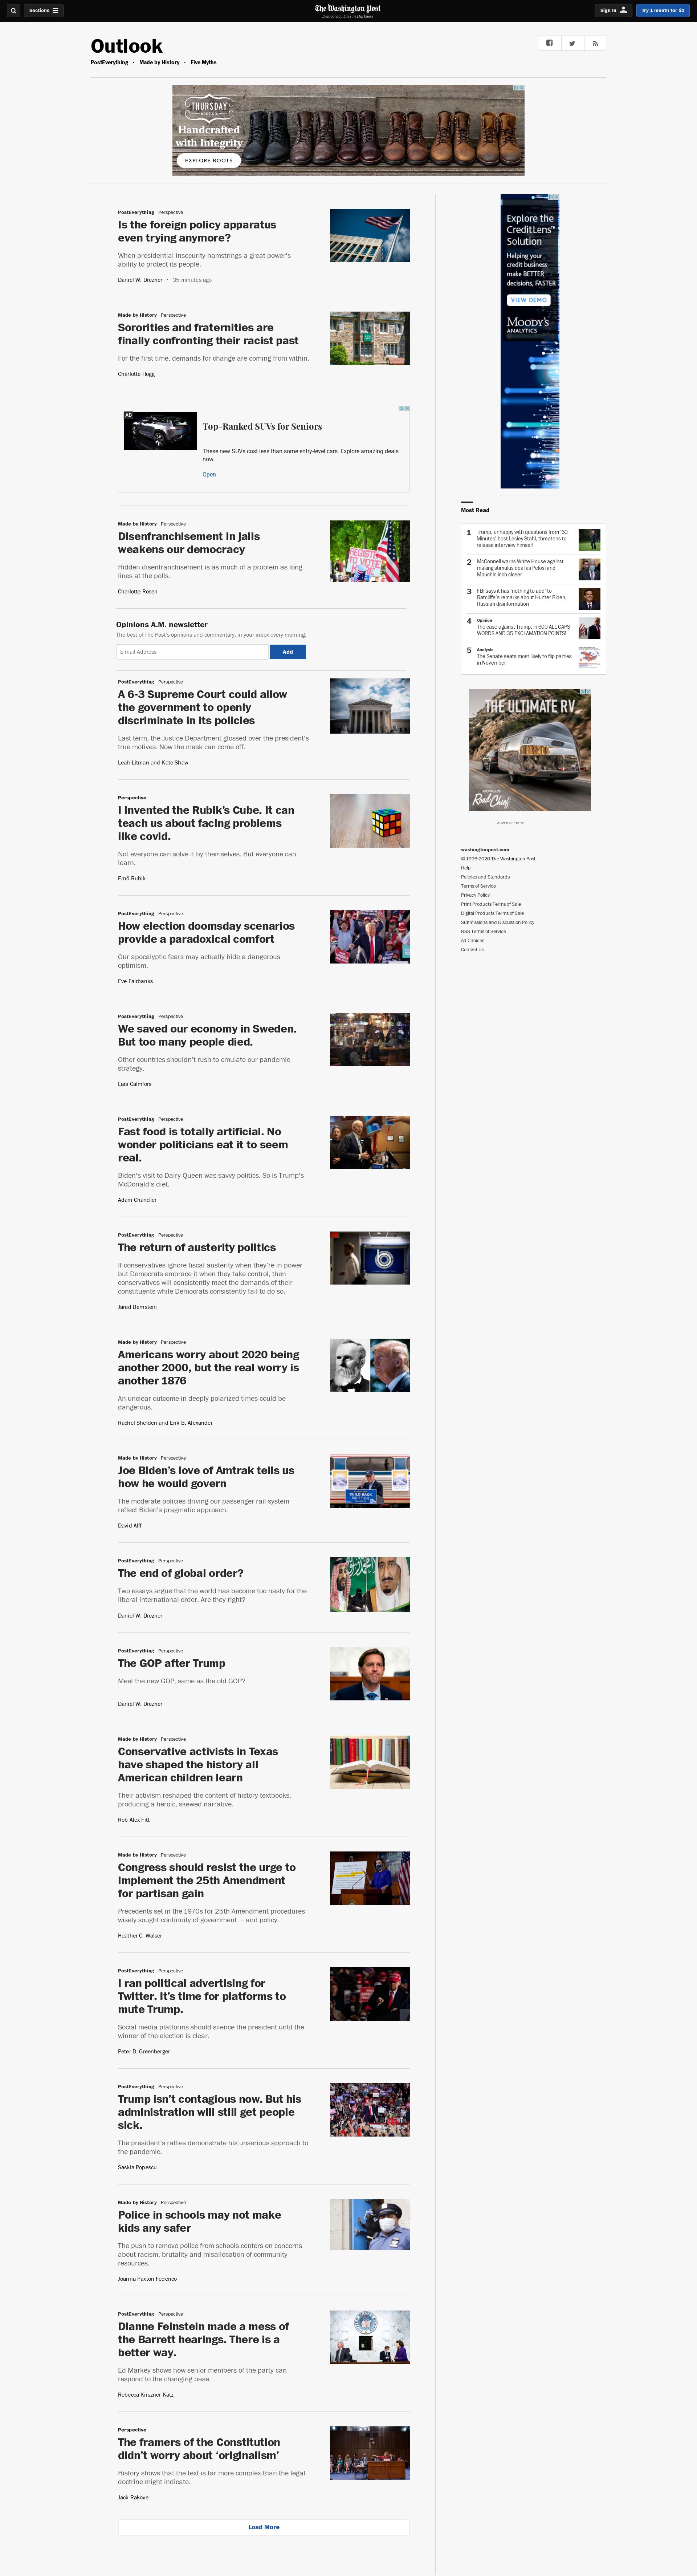 Sections
The Washington Post
Democracy Dies in Darkness
Sign In
Try 1 month for $1
Outlook
PostEverything • Made by History • Five Myths
THURSDAY
Handcrafted
with Integrity
EXPLORE BOOTS
PostEverything Perspective
Is the foreign policy apparatus
even trying anymore?
When presidential insecurity hamstrings a great power's
ability to protect its people.
Daniel W. Drezner • 35 minutes ago
Made by History Perspective
Sororities and fraternities are
finally confronting their racist past
For the first time, demands for change are coming from within.
Charlotte Hogg
AD
Top-Ranked SUVs for Seniors
These new SUVs cost less than some entry-level cars. Explore amazing deals
now.
Open
Made by History Perspective
Disenfranchisement in jails
weakens our democracy
Hidden disenfranchisement is as much of a problem as long
lines at the polls.
Charlotte Rosen
Opinions A.M. newsletter
The best of The Post's opinions and commentary, in your inbox every morning.
E-mail Address
Add
PostEverything Perspective
A 6-3 Supreme Court could allow
the government to openly
discriminate in its policies
Last term, the Justice Department glossed over the president's
true motives. Now the mask can come off.
Leah Litman and Kate Shaw
Perspective
I invented the Rubik's Cube. It can
teach us about facing problems
like covid.
Not everyone can solve it by themselves. But everyone can
learn.
Ernő Rubik
PostEverything Perspective
How election doomsday scenarios
provide a paradoxical comfort
Our apocalyptic fears may actually hide a dangerous
optimism.
Eve Fairbanks
PostEverything Perspective
We saved our economy in Sweden.
But too many people died.
Other countries shouldn't rush to emulate our pandemic
strategy.
Lars Calmfors
PostEverything Perspective
Fast food is totally artificial. No
wonder politicians eat it to seem
real.
Biden's visit to Dairy Queen was savvy politics. So is Trump's
McDonald's diet.
Adam Chandler
PostEverything Perspective
The return of austerity politics
If conservatives ignore fiscal austerity when they're in power
but Democrats embrace it when they take control, then
conservatives will consistently meet the demands of their
constituents while Democrats consistently fail to do so.
Jared Bernstein
Made by History Perspective
Americans worry about 2020 being
another 2000, but the real worry is
another 1876
An unclear outcome in deeply polarized times could be
dangerous.
Rachel Shelden and Erik B. Alexander
Made by History Perspective
Joe Biden's love of Amtrak tells us
how he would govern
The moderate policies driving our passenger rail system
reflect Biden's pragmatic approach.
David Alff
PostEverything Perspective
The end of global order?
Two essays argue that the world has become too nasty for the
liberal international order. Are they right?
Daniel W. Drezner
PostEverything Perspective
The GOP after Trump
Meet the new GOP, same as the old GOP?
Daniel W. Drezner
Made by History Perspective
Conservative activists in Texas
have shaped the history all
American children learn
Their activism reshaped the content of history textbooks,
producing a heroic, skewed narrative.
Rob Alex Fitt
Made by History Perspective
Congress should resist the urge to
implement the 25th Amendment
for partisan gain
Precedents set in the 1970s for 25th Amendment procedures
wisely sought continuity of government — and policy.
Heather C. Walser
PostEverything Perspective
I ran political advertising for
Twitter. It's time for platforms to
mute Trump.
Social media platforms should silence the president until the
winner of the election is clear.
Peter D. Greenberger
PostEverything Perspective
Trump isn't contagious now. But his
administration will still get people
sick.
The president's rallies demonstrate his unserious approach to
the pandemic.
Saskia Popescu
Made by History Perspective
Police in schools may not make
kids any safer
The push to remove police from schools centers on concerns
about racism, brutality and misallocation of community
resources.
Joanna Paxton Federico
PostEverything Perspective
Dianne Feinstein made a mess of
the Barrett hearings. There is a
better way.
Ed Markey shows how senior members of the party can
respond to the changing base.
Rebecca Kirszner Katz
Perspective
The framers of the Constitution
didn't worry about 'originalism'
History shows that the text is far more complex than the legal
doctrine might indicate.
Jack Rakove
Load More
Explore the
CreditLens™
Solution
Helping your
credit business
make BETTER
decisions, FASTER
VIEW DEMO
MOODY'S
ANALYTICS
Most Read
1 Trump, unhappy with questions from '60
Minutes' host Lesley Stahl, threatens to
release interview himself
2 McConnell warns White House against
making stimulus deal as Pelosi and
Mnuchin inch closer
3 FBI says it has 'nothing to add' to
Ratcliffe's remarks about Hunter Biden,
Russian disinformation
4 Opinion
The case against Trump, in 600 ALL-CAPS
WORDS AND 35 EXCLAMATION POINTS!
5 Analysis
The Senate seats most likely to flip parties
in November
THE ULTIMATE RV
Road Chief
ADVERTISEMENT
washingtonpost.com
© 1996-2020 The Washington Post
Help
Policies and Standards
Terms of Service
Privacy Policy
Print Products Terms of Sale
Digital Products Terms of Sale
Submissions and Discussion Policy
RSS Terms of Service
Ad Choices
Contact Us